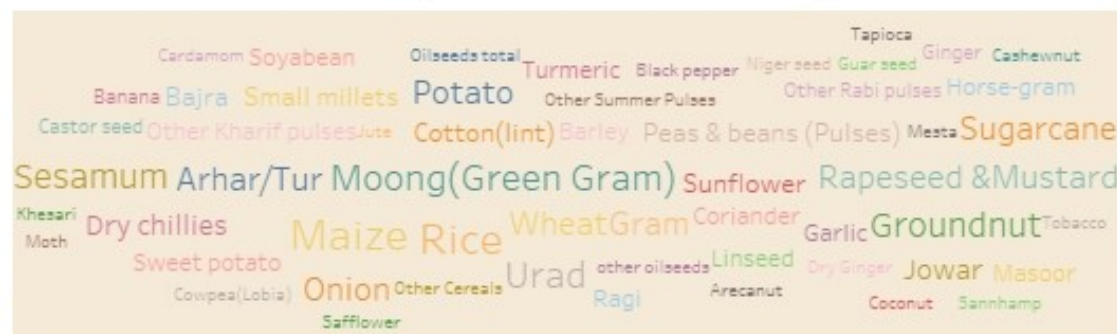 Tapioca
Cardamom Soyabean Oilseeds total Turmeric Black pepper Niger seed Guar seed Ginger Cashewnut
Banana Bajra Small millets Potato Other Summer Pulses Other Rabi pulses Horse-gram
Castor seed Other Kharif pulses Jute Cotton(lint) Barley Peas & beans (Pulses) Mesta Sugarcane
Sesamum Arhar/Tur Moong(Green Gram) Sunflower Rapeseed &Mustard
Khesari Dry chillies Maize Rice Wheat Gram Coriander Garlic Groundnut Tobacco
Moth
Sweet potato Urad other oilseeds Linseed Dry Ginger Jowar Masoor
Cowpea(Lobia) Onion Other Cereals Ragi Arecanut Coconut Sannhamp
Safflower